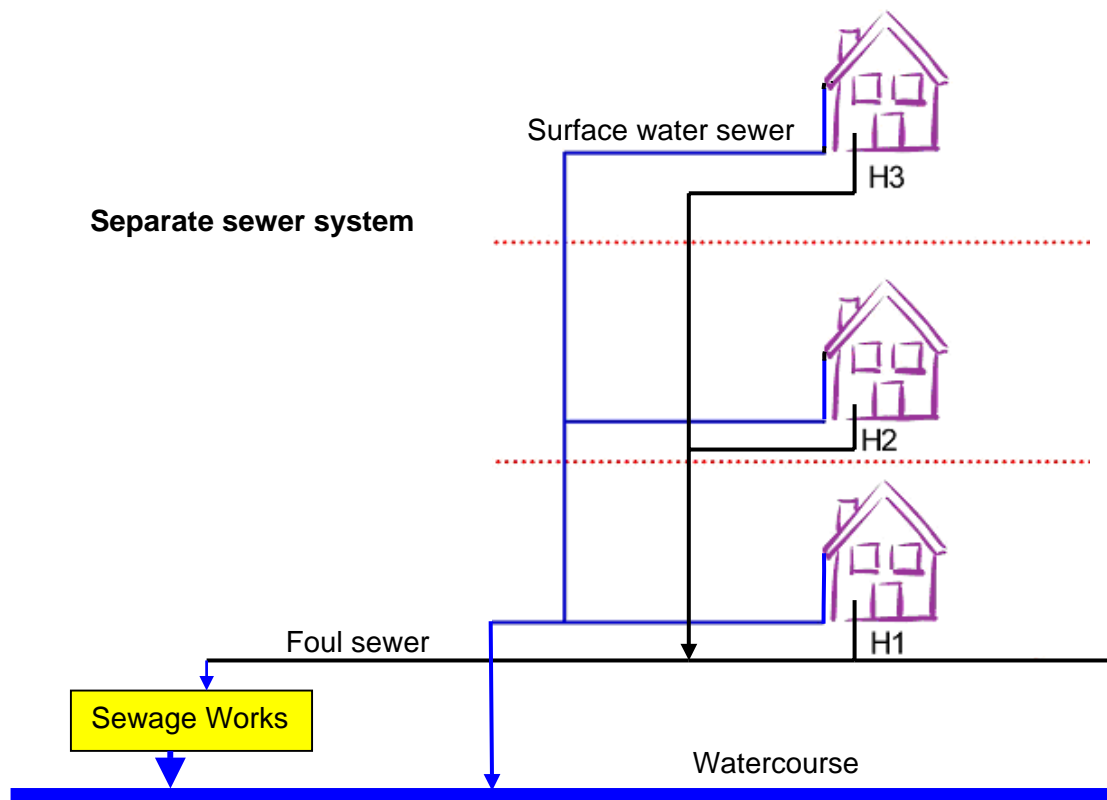 Surface water sewer
H3
Separate sewer system
H2
Foul sewer
H1
Sewage Works
Watercourse